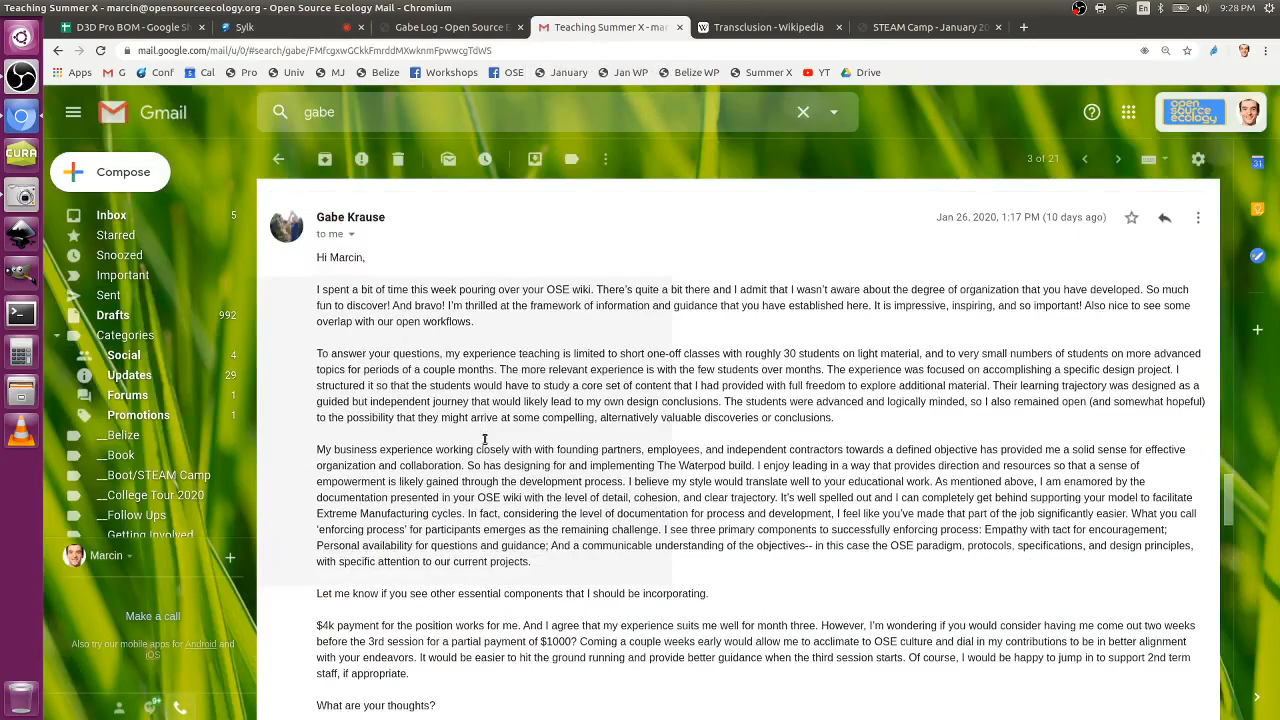 Teaching Summer X - marcin@opensourceecology.org - Open Source Ecology Mail - Chromium
En
9:28 PM
D3D Pro BOM - Google Sh
Sylk
Gabe Log - Open Source E
Teaching Summer X - mar
Transclusion - Wikipedia
STEAM Camp - January 20
mail.google.com/mail/u/0/#search/gabe/FMfcgxwGCkkFmrddMXwknmFpwwcgTdWS
Apps
G
Conf
Cal
Pro
Univ
MJ
Belize
Workshops
OSE
January
Jan WP
Belize WP
Summer X
YT
Drive
Gmail
gabe
open
source
ecology
Compose
3 of 21
Inbox 5
Starred
Snoozed
Important
Sent
Drafts 992
Categories
Social 4
Updates 29
Forums 1
Promotions 1
__Belize
__Book
__Boot/STEAM Camp
__College Tour 2020
__Follow Ups
Getting Involved
Marcin
Make a call
Also try our mobile apps for Android and
iOS
CURA
31
Gabe Krause
Jan 26, 2020, 1:17 PM (10 days ago)
to me
Hi Marcin,
I spent a bit of time this week pouring over your OSE wiki. There's quite a bit there and I admit that I wasn't aware about the degree of organization that you have developed. So much
fun to discover! And bravo! I'm thrilled at the framework of information and guidance that you have established here. It is impressive, inspiring, and so important! Also nice to see some
overlap with our open workflows.
To answer your questions, my experience teaching is limited to short one-off classes with roughly 30 students on light material, and to very small numbers of students on more advanced
topics for periods of a couple months. The more relevant experience is with the few students over months. The experience was focused on accomplishing a specific design project. I
structured it so that the students would have to study a core set of content that I had provided with full freedom to explore additional material. Their learning trajectory was designed as a
guided but independent journey that would likely lead to my own design conclusions. The students were advanced and logically minded, so I also remained open (and somewhat hopeful)
to the possibility that they might arrive at some compelling, alternatively valuable discoveries or conclusions.
My business experience working closely with with founding partners, employees, and independent contractors towards a defined objective has provided me a solid sense for effective
organization and collaboration. So has designing for and implementing The Waterpod build. I enjoy leading in a way that provides direction and resources so that a sense of
empowerment is likely gained through the development process. I believe my style would translate well to your educational work. As mentioned above, I am enamored by the
documentation presented in your OSE wiki with the level of detail, cohesion, and clear trajectory. It's well spelled out and I can completely get behind supporting your model to facilitate
Extreme Manufacturing cycles. In fact, considering the level of documentation for process and development, I feel like you've made that part of the job significantly easier. What you call
'enforcing process' for participants emerges as the remaining challenge. I see three primary components to successfully enforcing process: Empathy with tact for encouragement;
Personal availability for questions and guidance; And a communicable understanding of the objectives-- in this case the OSE paradigm, protocols, specifications, and design principles,
with specific attention to our current projects.
Let me know if you see other essential components that I should be incorporating.
$4k payment for the position works for me. And I agree that my experience suits me well for month three. However, I'm wondering if you would consider having me come out two weeks
before the 3rd session for a partial payment of $1000? Coming a couple weeks early would allow me to acclimate to OSE culture and dial in my contributions to be in better alignment
with your endeavors. It would be easier to hit the ground running and provide better guidance when the third session starts. Of course, I would be happy to jump in to support 2nd term
staff, if appropriate.
What are your thoughts?